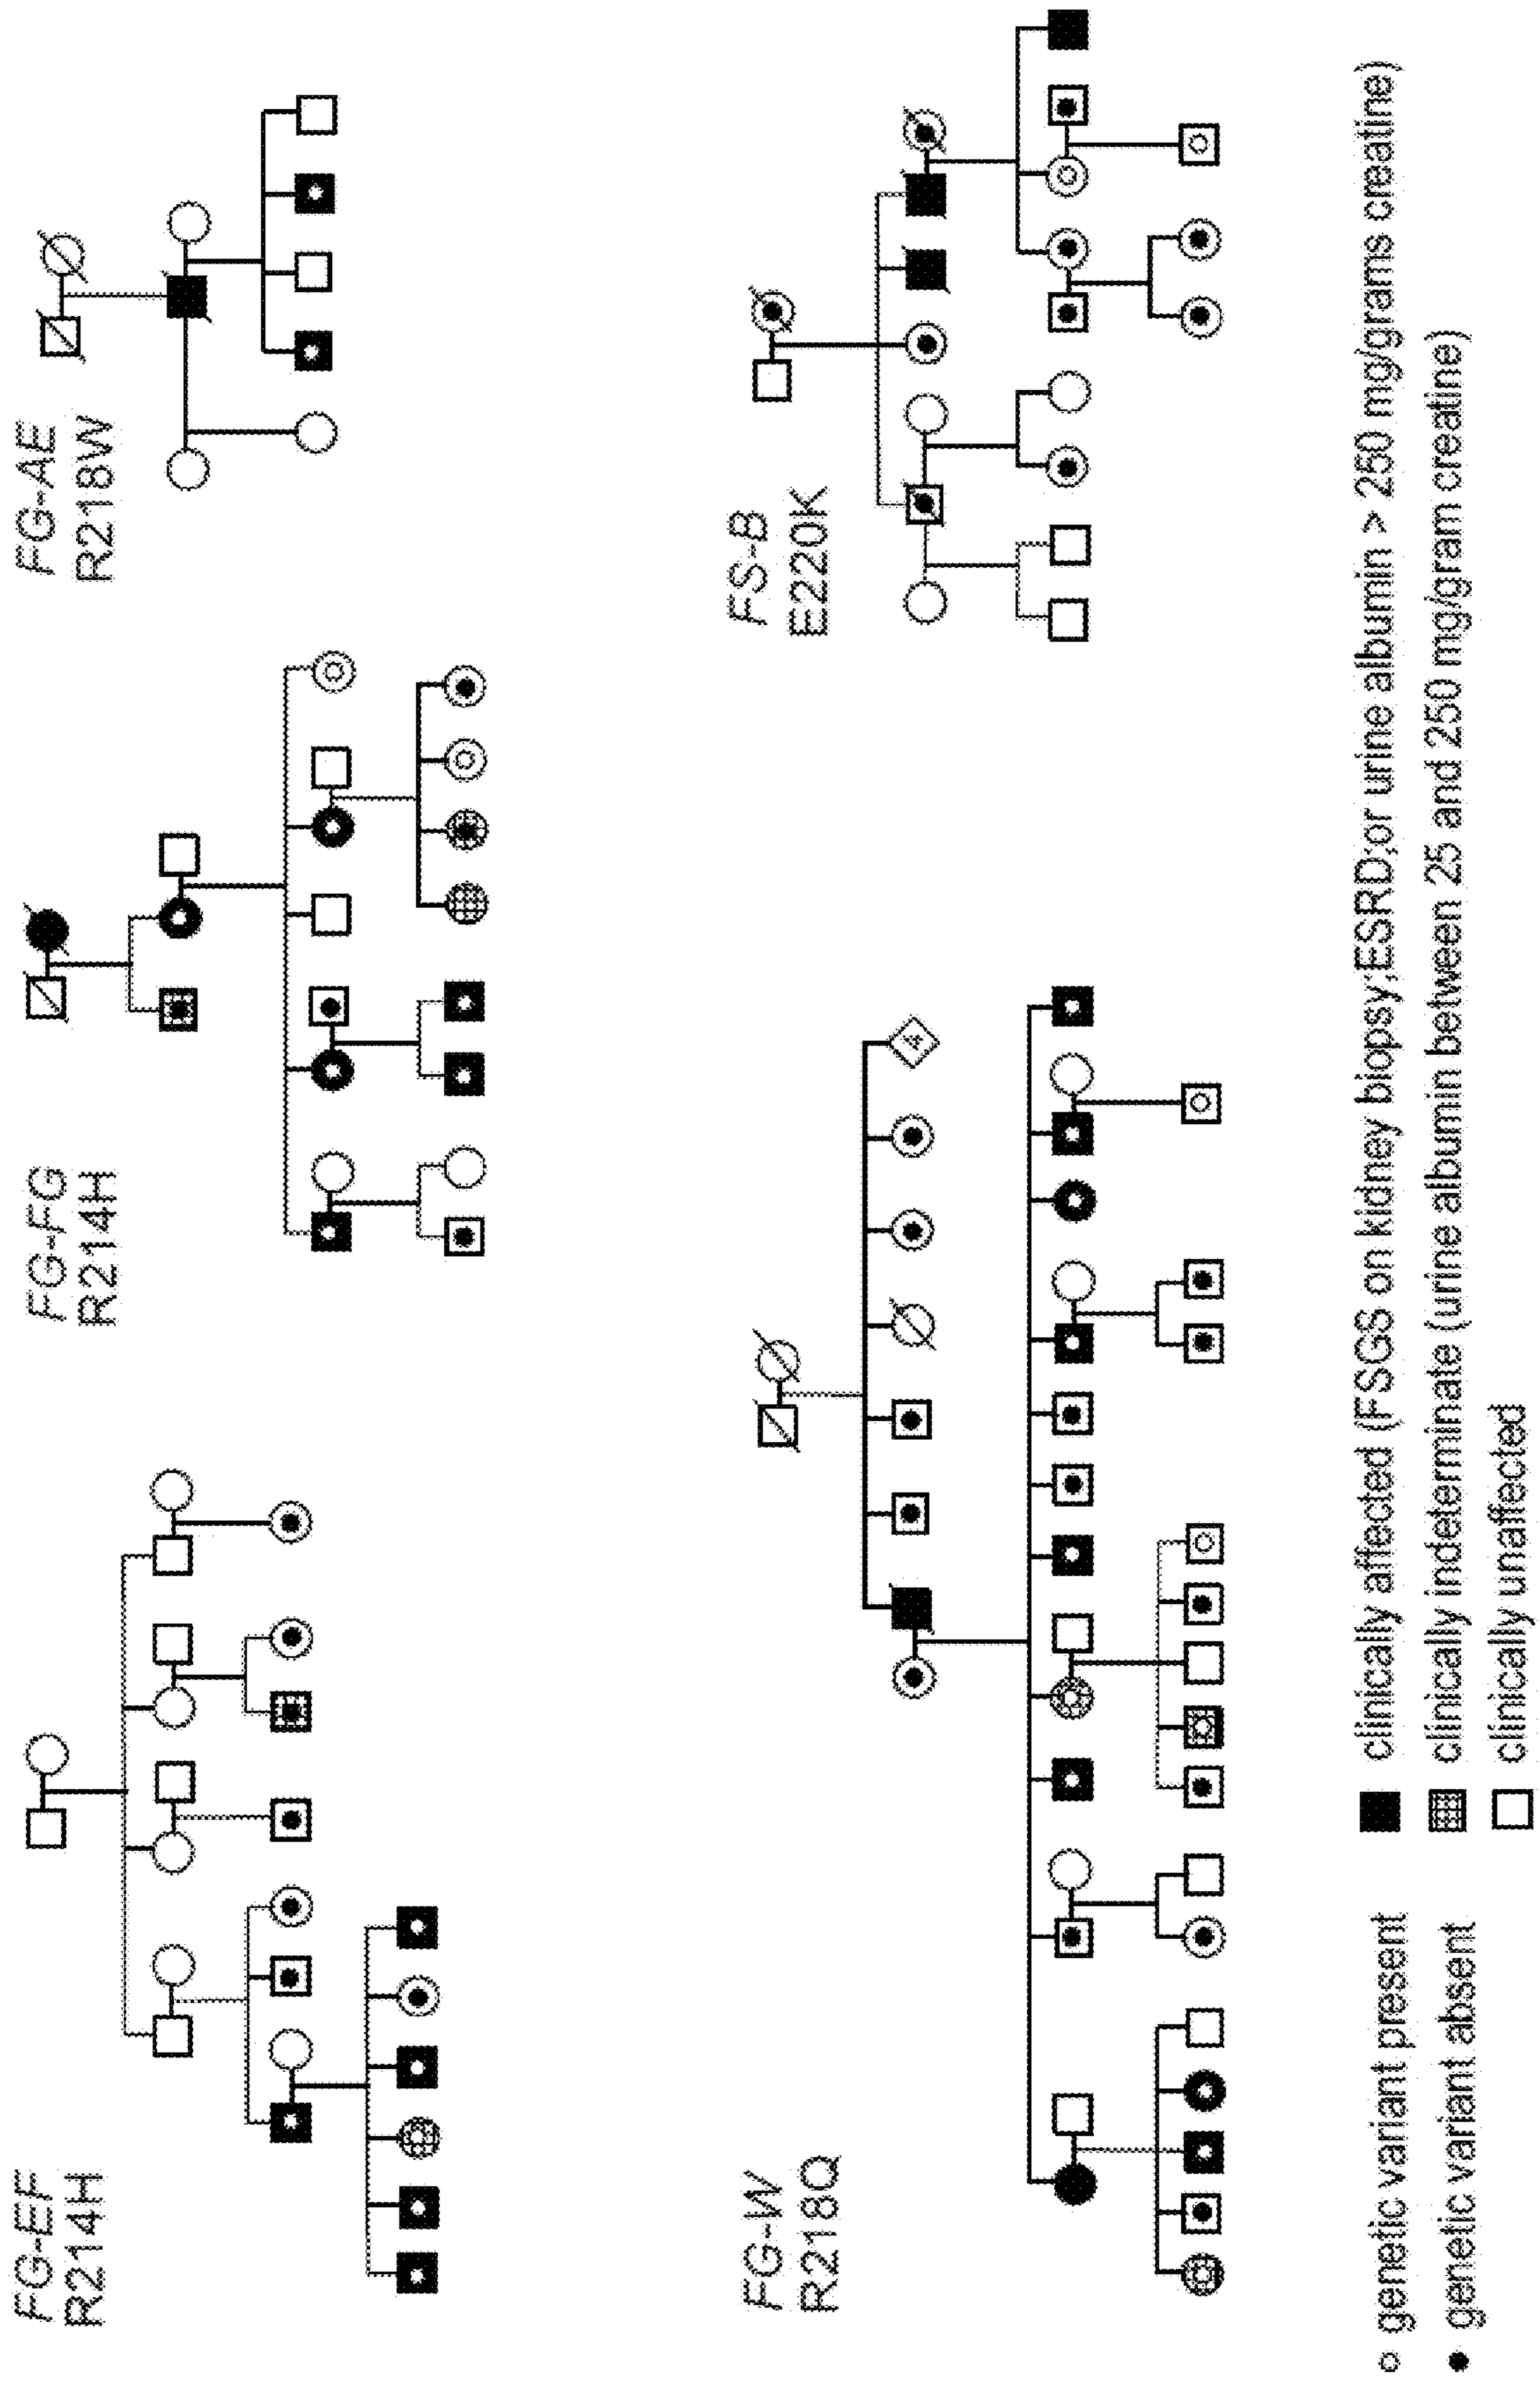 FG-EF
R214H
FG-FG
R214H
FG-AE
R218W
FG-W
R218Q
4
FS-B
E220K
genetic variant present
genetic variant absent
clinically affected (FSGS on kidney biopsy;ESRD;or urine albumin > 250 mg/grams creatine)
clinically indeterminate (urine albumin between 25 and 250 mg/gram creatine)
clinically unaffected